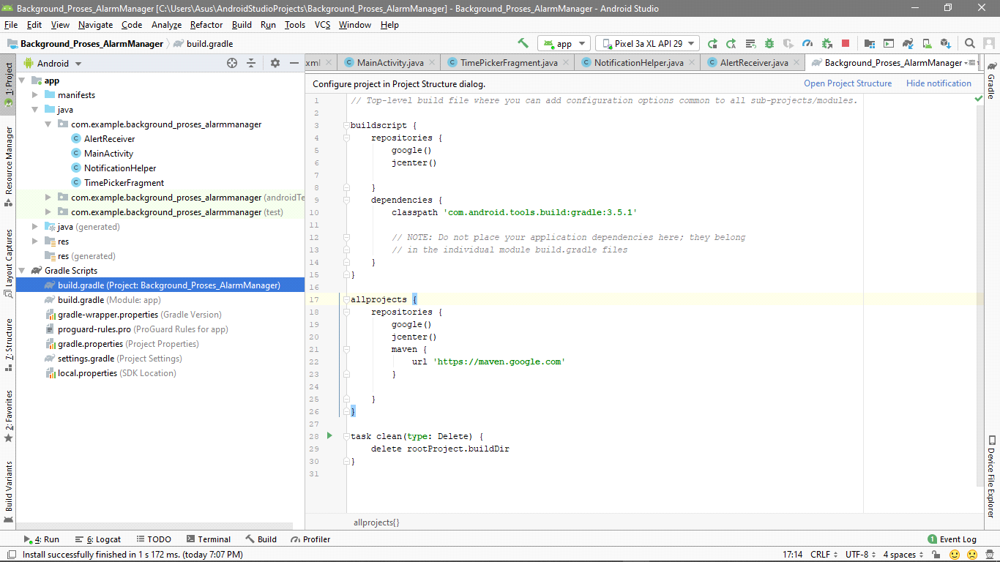 Background_Proses_AlarmManager [C:\Users\Asus\AndroidStudioProjects\Background_Proses_AlarmManager] - Background_Proses_AlarmManager - Android Studio
File Edit View Navigate Code Analyze Refactor Build Run Tools VCS Window Help
Background_Proses_AlarmManager build.gradle
app Pixel 3a XL API 29
Android
xml MainActivity.java TimePickerFragment.java NotificationHelper.java AlertReceiver.java Background_Proses_AlarmManager
Configure project in Project Structure dialog. Open Project Structure Hide notification
1: Project
Resource Manager
Layout Captures
7: Structure
2: Favorites
Build Variants
app
manifests
java
com.example.background_proses_alarmmanager
AlertReceiver
MainActivity
NotificationHelper
TimePickerFragment
com.example.background_proses_alarmmanager (androidTe
com.example.background_proses_alarmmanager (test)
java (generated)
res
res (generated)
Gradle Scripts
build.gradle (Project: Background_Proses_AlarmManager)
build.gradle (Module: app)
gradle-wrapper.properties (Gradle Version)
proguard-rules.pro (ProGuard Rules for app)
gradle.properties (Project Properties)
settings.gradle (Project Settings)
local.properties (SDK Location)
1 // Top-level build file where you can add configuration options common to all sub-projects/modules.
2
3 buildscript {
4 repositories {
5 google()
6 jcenter()
7
8 }
9 dependencies {
10 classpath 'com.android.tools.build:gradle:3.5.1'
11
12 // NOTE: Do not place your application dependencies here; they belong
13 // in the individual module build.gradle files
14 }
15 }
16
17 allprojects {
18 repositories {
19 google()
20 jcenter()
21 maven {
22 url 'https://maven.google.com'
23 }
24
25 }
26 }
27
28 task clean(type: Delete) {
29 delete rootProject.buildDir
30 }
31
allprojects{}
Gradle
Device File Explorer
4: Run 6: Logcat TODO Terminal Build Profiler 1 Event Log
Install successfully finished in 1 s 172 ms. (today 7:07 PM) 17:14 CRLF UTF-8 4 spaces